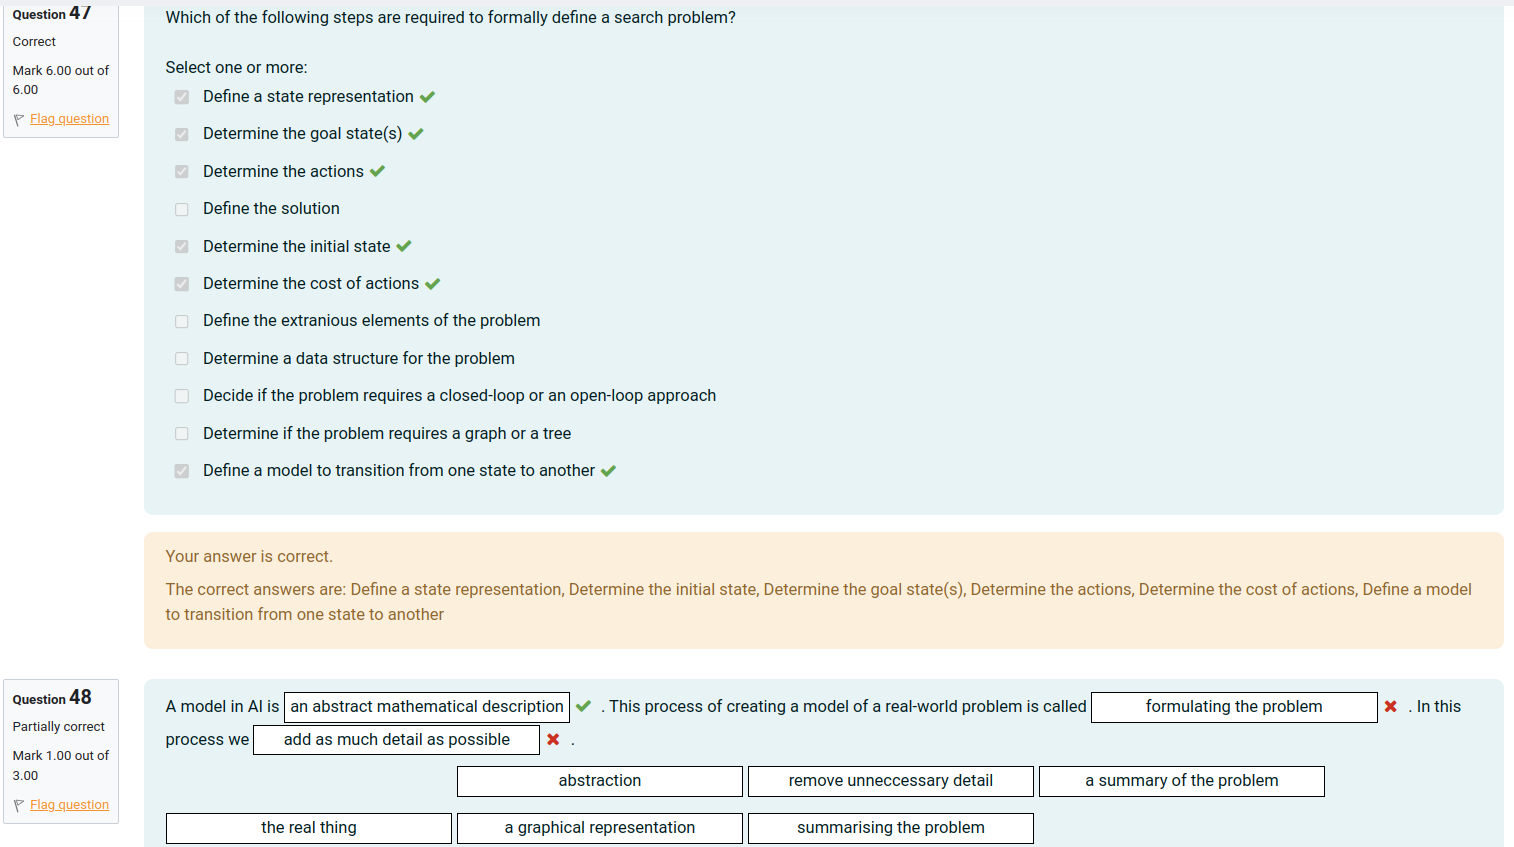 Question 47
Correct
Mark 6.00 out of
6.00
Flag question
Which of the following steps are required to formally define a search problem?
Select one or more:
Define a state representation
Determine the goal state(s)
Determine the actions
Define the solution
Determine the initial state
Determine the cost of actions
Define the extranious elements of the problem
Determine a data structure for the problem
Decide if the problem requires a closed-loop or an open-loop approach
Determine if the problem requires a graph or a tree
Define a model to transition from one state to another
Your answer is correct.
The correct answers are: Define a state representation, Determine the initial state, Determine the goal state(s), Determine the actions, Determine the cost of actions, Define a model
to transition from one state to another
Question 48
Partially correct
Mark 1.00 out of
3.00
Flag question
A model in AI is an abstract mathematical description . This process of creating a model of a real-world problem is called formulating the problem . In this
process we add as much detail as possible .
abstraction remove unneccessary detail a summary of the problem
the real thing a graphical representation summarising the problem